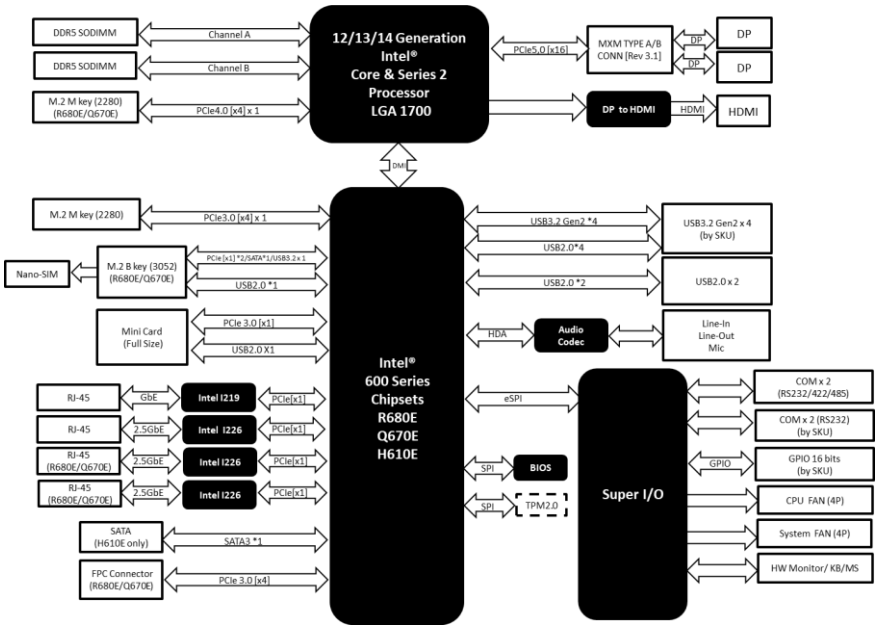 DDR5 SODIMM
Channel A
DDR5 SODIMM
Channel B
M.2 M key (2280)
(R680E/Q670E)
PCIe4.0 [x4] x 1
12/13/14 Generation
Intel®
Core & Series 2
Processor
LGA 1700
PCIe5.0 [x16]
MXM TYPE A/B
CONN [Rev 3.1]
DP
DP
DP
DP
DP to HDMI
HDMI
HDMI
DMI
M.2 M key (2280)
PCIe3.0 [x4] x 1
Nano-SIM
M.2 B key (3052)
(R680E/Q670E)
PCIe [x1] *2/SATA*1/USB3.2 x 1
USB2.0 *1
Mini Card
(Full Size)
PCIe 3.0 [x1]
USB2.0 X1
RJ-45
GbE
Intel I219
PCIe[x1]
RJ-45
2.5GbE
Intel I226
PCIe[x1]
RJ-45
(R680E/Q670E)
2.5GbE
Intel I226
PCIe[x1]
RJ-45
(R680E/Q670E)
2.5GbE
Intel I226
PCIe[x1]
SATA
(H610E only)
SATA3 *1
FPC Connector
(R680E/Q670E)
PCIe 3.0 [x4]
Intel®
600 Series
Chipsets
R680E
Q670E
H610E
USB3.2 Gen2 *4
USB2.0*4
USB3.2 Gen2 x 4
(by SKU)
USB2.0 *2
USB2.0 x 2
HDA
Audio
Codec
Line-In
Line-Out
Mic
eSPI
SPI
BIOS
SPI
TPM2.0
Super I/O
COM x 2
(RS232/422/485)
COM x 2 (RS232)
(by SKU)
GPIO
GPIO 16 bits
(by SKU)
CPU FAN (4P)
System FAN (4P)
HW Monitor/ KB/MS